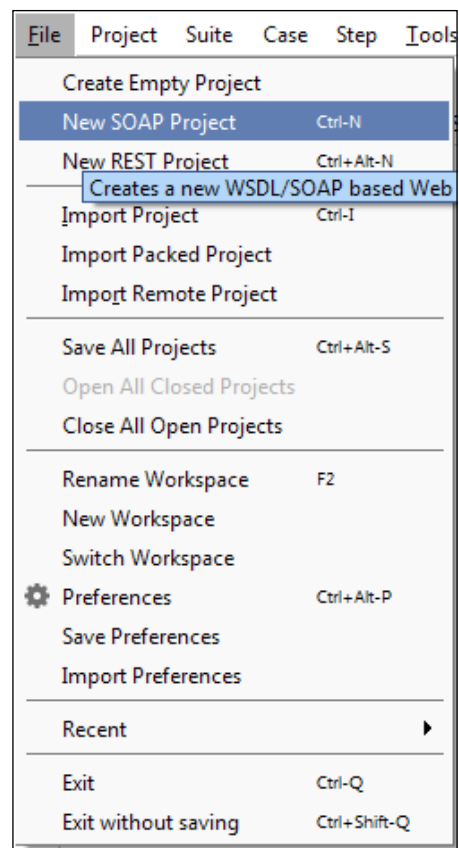 File Project Suite Case Step Tools
Create Empty Project
New SOAP Project Ctrl-N
New REST Project Ctrl+Alt-N
Creates a new WSDL/SOAP based Web
Import Project Ctrl-I
Import Packed Project
Import Remote Project
Save All Projects Ctrl+Alt-S
Open All Closed Projects
Close All Open Projects
Rename Workspace F2
New Workspace
Switch Workspace
Preferences Ctrl+Alt-P
Save Preferences
Import Preferences
Recent
Exit Ctrl-Q
Exit without saving Ctrl+Shift-Q